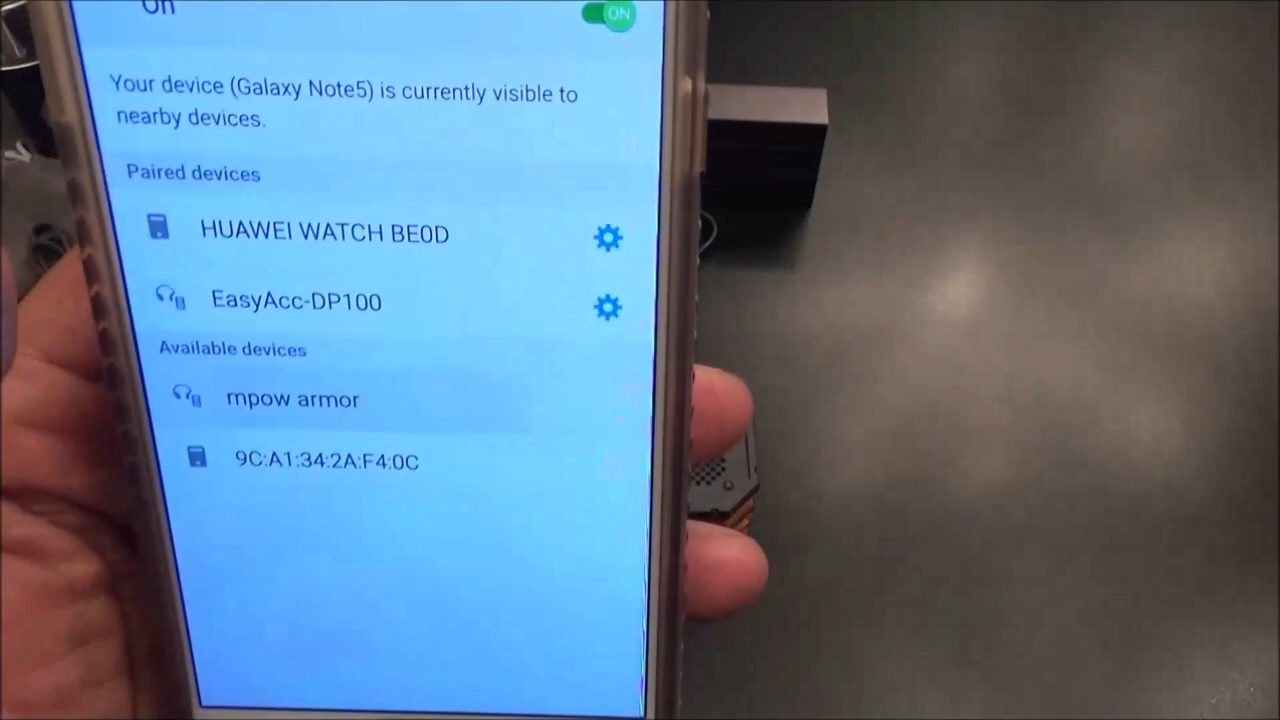 On
ON
Your device (Galaxy Note5) is currently visible to
nearby devices.
Paired devices
HUAWEI WATCH BE0D
EasyAcc-DP100
Available devices
mpow armor
9C:A1:34:2A:F4:0C